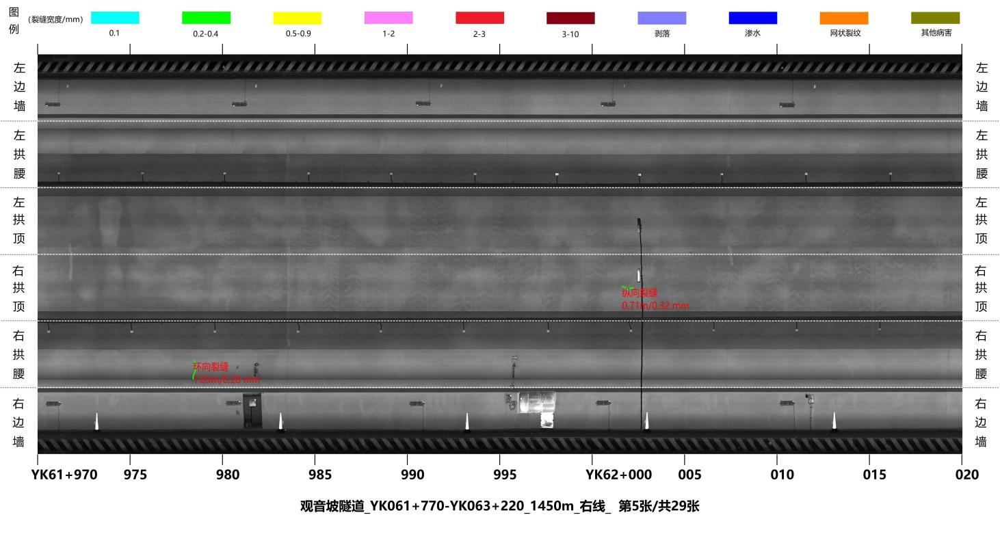 图例
(裂缝宽度/mm)
0.1
0.2-0.4
0.5-0.9
1-2
2-3
3-10
剥落
渗水
网状裂纹
其他病害
左边墙
左边墙
左拱腰
左拱腰
左拱顶
左拱顶
右拱顶
右拱顶
纵向裂缝
0.71m/0.32 mm
右拱腰
右拱腰
环向裂缝
1.03m/0.28 mm
右边墙
右边墙
YK61+970 975 980 985 990 995 YK62+000 005 010 015 020
观音坡隧道_YK061+770-YK063+220_1450m_右线_ 第5张/共29张